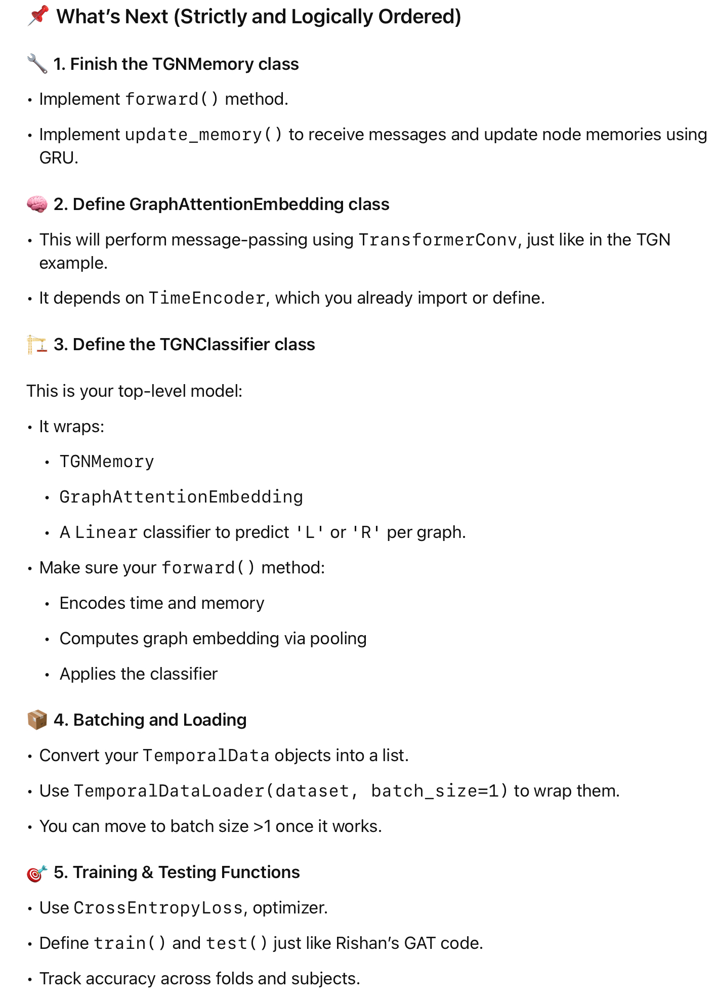 📌 What’s Next (Strictly and Logically Ordered)
🔧 1. Finish the TGNMemory class
• Implement forward() method.
• Implement update_memory() to receive messages and update node memories using
GRU.
🧠 2. Define GraphAttentionEmbedding class
• This will perform message-passing using TransformerConv, just like in the TGN
example.
• It depends on TimeEncoder, which you already import or define.
🏗️ 3. Define the TGNClassifier class
This is your top-level model:
• It wraps:
• TGNMemory
• GraphAttentionEmbedding
• A Linear classifier to predict 'L' or 'R' per graph.
• Make sure your forward() method:
• Encodes time and memory
• Computes graph embedding via pooling
• Applies the classifier
📦 4. Batching and Loading
• Convert your TemporalData objects into a list.
• Use TemporalDataLoader(dataset, batch_size=1) to wrap them.
• You can move to batch size >1 once it works.
🎯 5. Training & Testing Functions
• Use CrossEntropyLoss, optimizer.
• Define train() and test() just like Rishan’s GAT code.
• Track accuracy across folds and subjects.